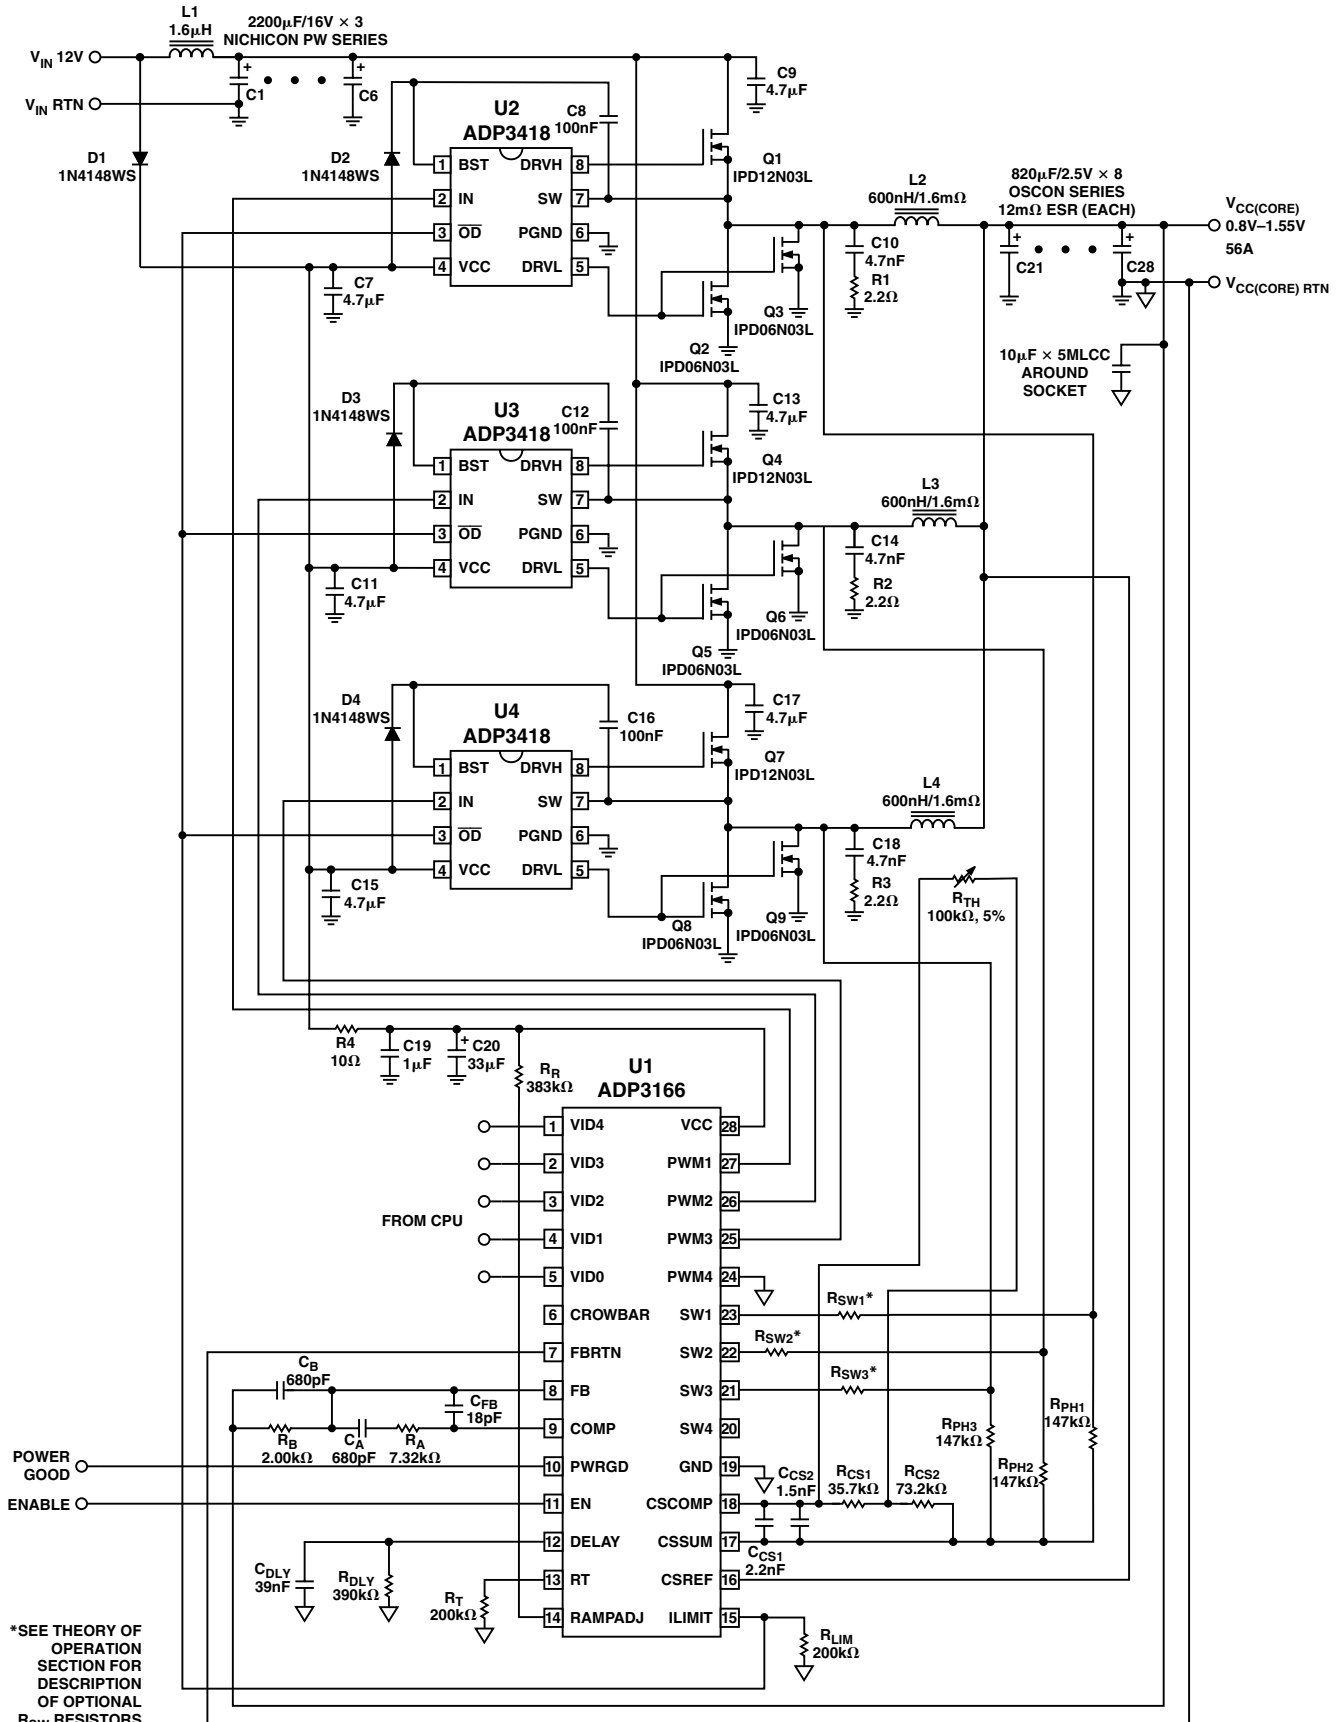 L1
1.6μH
2200μF/16V × 3
NICHICON PW SERIES
VIN 12V
VIN RTN
C1
C6
C9
4.7μF
U2
ADP3418
C8
100nF
D1
1N4148WS
D2
1N4148WS
1 BST DRVH 8
2 IN SW 7
3 OD PGND 6
4 VCC DRVL 5
Q1
IPD12N03L
C7
4.7μF
Q3
IPD06N03L
Q2
IPD06N03L
C10
4.7nF
R1
2.2Ω
L2
600nH/1.6mΩ
820μF/2.5V × 8
OSCON SERIES
12mΩ ESR (EACH)
C21
C28
VCC(CORE)
0.8V–1.55V
56A
VCC(CORE) RTN
10μF × 5MLCC
AROUND
SOCKET
D3
1N4148WS
U3
ADP3418
C12
100nF
C13
4.7μF
1 BST DRVH 8
2 IN SW 7
3 OD PGND 6
4 VCC DRVL 5
Q4
IPD12N03L
C11
4.7μF
Q6
IPD06N03L
Q5
IPD06N03L
L3
600nH/1.6mΩ
C14
4.7nF
R2
2.2Ω
D4
1N4148WS
U4
ADP3418
C16
100nF
C17
4.7μF
1 BST DRVH 8
2 IN SW 7
3 OD PGND 6
4 VCC DRVL 5
Q7
IPD12N03L
C15
4.7μF
Q8
IPD06N03L
Q9
IPD06N03L
L4
600nH/1.6mΩ
C18
4.7nF
R3
2.2Ω
RTH
100kΩ, 5%
R4
10Ω
C19
1μF
C20
33μF
RR
383kΩ
U1
ADP3166
1 VID4 VCC 28
2 VID3 PWM1 27
3 VID2 PWM2 26
4 VID1 PWM3 25
5 VID0 PWM4 24
6 CROWBAR SW1 23
7 FBRTN SW2 22
8 FB SW3 21
9 COMP SW4 20
10 PWRGD GND 19
11 EN CSCOMP 18
12 DELAY CSSUM 17
13 RT CSREF 16
14 RAMPADJ ILIMIT 15
FROM CPU
RSW1*
RSW2*
RSW3*
CB
680pF
CFB
18pF
RB
2.00kΩ
CA
680pF
RA
7.32kΩ
POWER
GOOD
ENABLE
RPH1
147kΩ
RPH3
147kΩ
RPH2
147kΩ
CCS2
1.5nF
RCS1
35.7kΩ
RCS2
73.2kΩ
CCS1
2.2nF
CDLY
39nF
RDLY
390kΩ
RT
200kΩ
RLIM
200kΩ
*SEE THEORY OF
OPERATION
SECTION FOR
DESCRIPTION
OF OPTIONAL
RSW RESISTORS